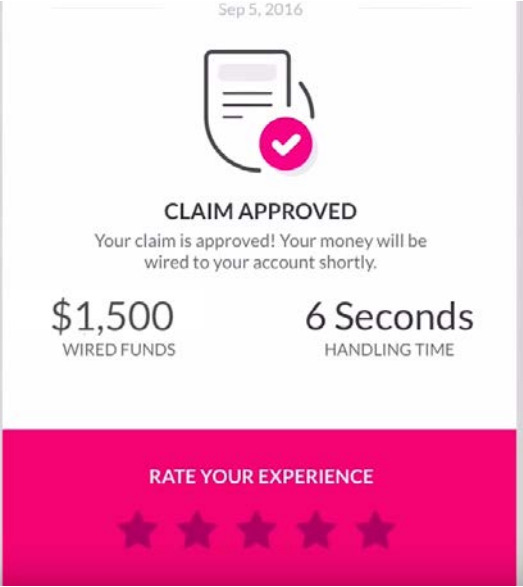 Sep 5, 2016
CLAIM APPROVED
Your claim is approved! Your money will be
wired to your account shortly.
$1,500
WIRED FUNDS
6 Seconds
HANDLING TIME
RATE YOUR EXPERIENCE